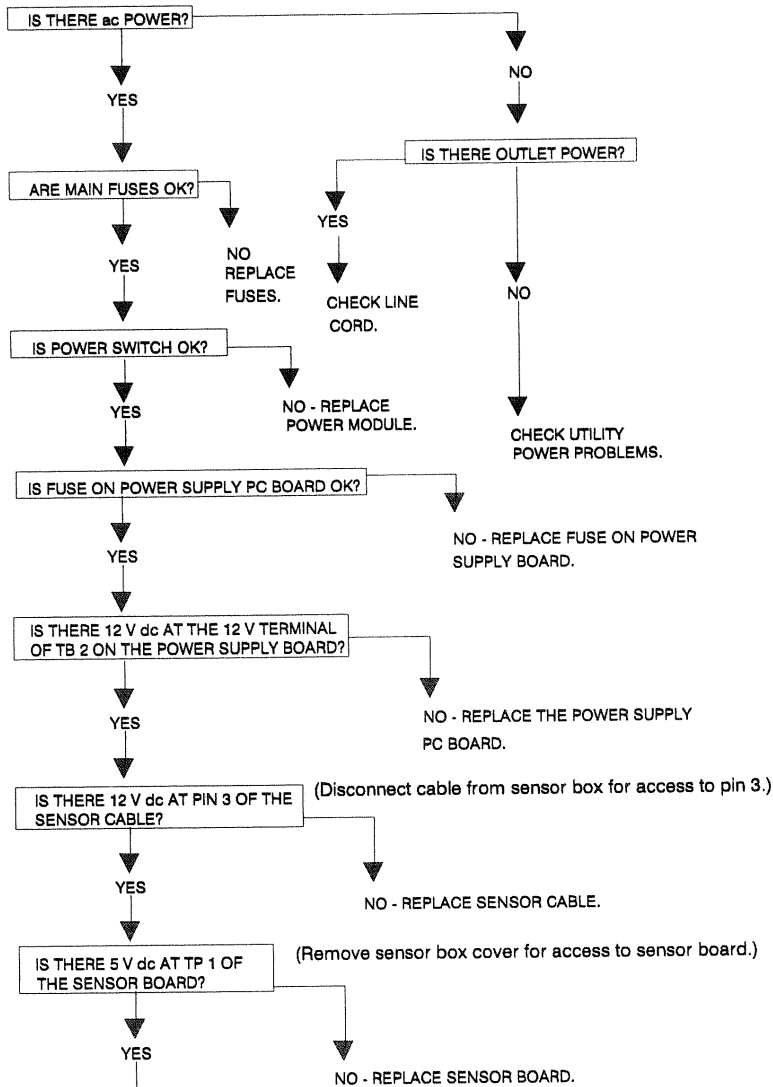 IS THERE ac POWER?
NO
YES
IS THERE OUTLET POWER?
ARE MAIN FUSES OK?
YES
NO
REPLACE
FUSES.
YES
NO
CHECK LINE
CORD.
IS POWER SWITCH OK?
YES
NO - REPLACE
POWER MODULE.
CHECK UTILITY
POWER PROBLEMS.
IS FUSE ON POWER SUPPLY PC BOARD OK?
YES
NO - REPLACE FUSE ON POWER
SUPPLY BOARD.
IS THERE 12 V dc AT THE 12 V TERMINAL
OF TB 2 ON THE POWER SUPPLY BOARD?
YES
NO - REPLACE THE POWER SUPPLY
PC BOARD.
IS THERE 12 V dc AT PIN 3 OF THE
SENSOR CABLE?
(Disconnect cable from sensor box for access to pin 3.)
YES
NO - REPLACE SENSOR CABLE.
IS THERE 5 V dc AT TP 1 OF
THE SENSOR BOARD?
(Remove sensor box cover for access to sensor board.)
YES
NO - REPLACE SENSOR BOARD.